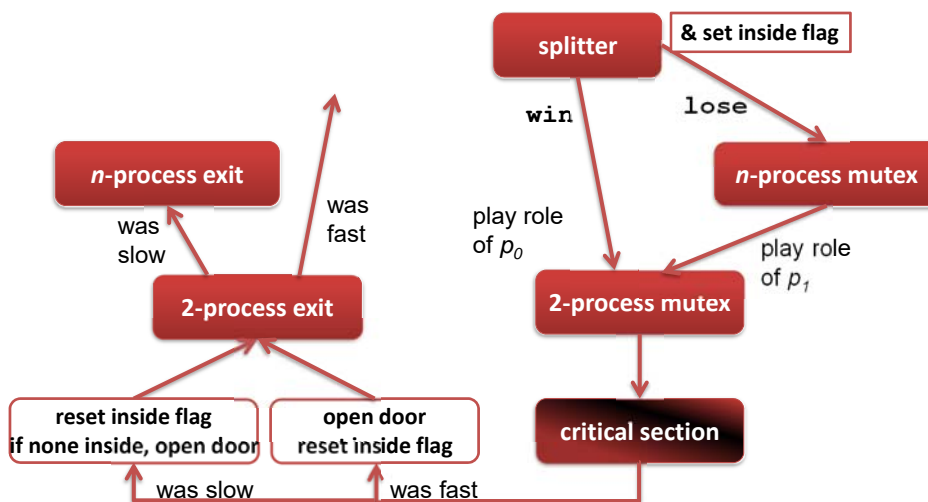 splitter
& set inside flag
win
lose
n-process exit
n-process mutex
was
slow
was
fast
play role
of p0
play role
of p1
2-process exit
2-process mutex
reset inside flag
if none inside, open door
open door
reset inside flag
critical section
was slow
was fast